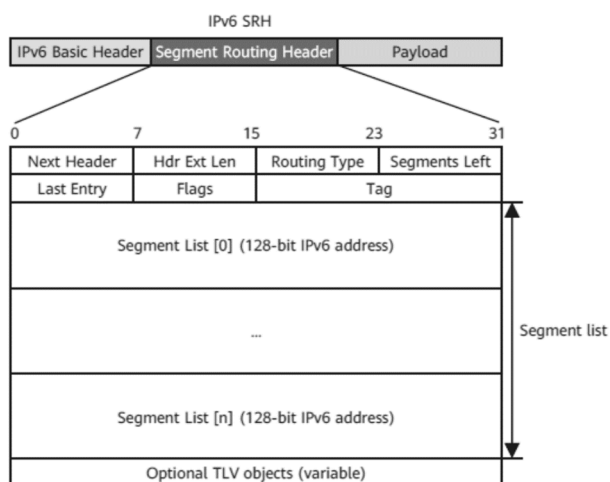 IPv6 SRH
IPv6 Basic Header Segment Routing Header Payload
0 7 15 23 31
Next Header Hdr Ext Len Routing Type Segments Left
Last Entry Flags Tag
Segment List [0] (128-bit IPv6 address)
...
Segment list
Segment List [n] (128-bit IPv6 address)
Optional TLV objects (variable)